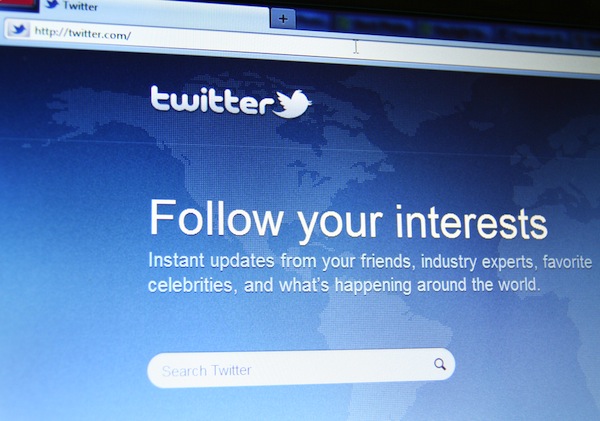 Twitter
+
http://twitter.com/
twitter
Follow your interests
Instant updates from your friends, industry experts, favorite
celebrities, and what's happening around the world.
Search Twitter